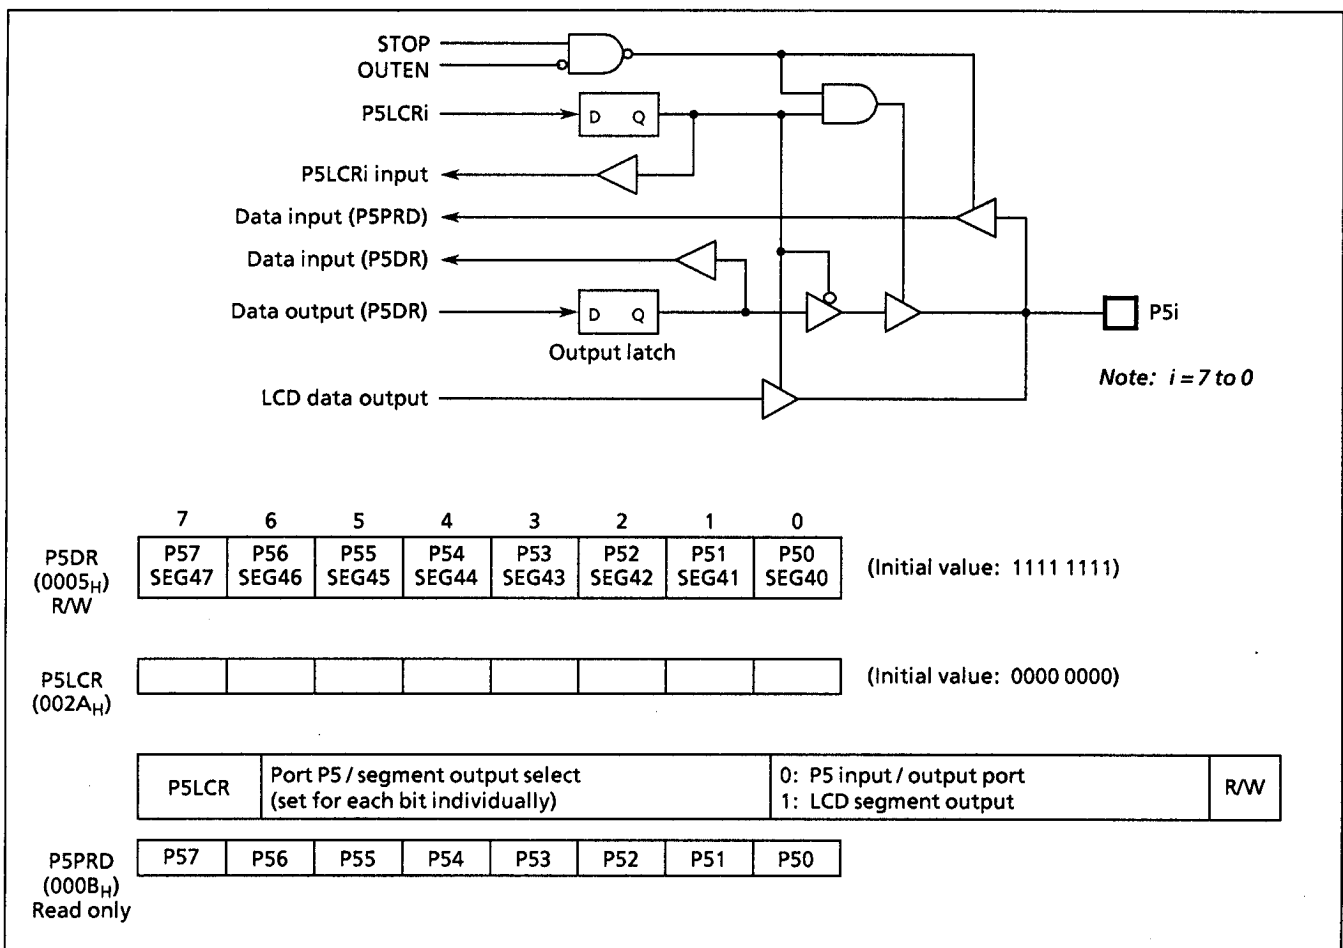 STOP
OUTEN
P5LCRi
D Q
P5LCRi input
Data input (P5PRD)
Data input (P5DR)
Data output (P5DR)
D Q
Output latch
P5i
Note: i = 7 to 0
LCD data output
7 6 5 4 3 2 1 0
P5DR
(0005H)
R/W
P57 P56 P55 P54 P53 P52 P51 P50
SEG47 SEG46 SEG45 SEG44 SEG43 SEG42 SEG41 SEG40
(Initial value: 1111 1111)
P5LCR
(002AH)
(Initial value: 0000 0000)
P5LCR
Port P5 / segment output select
(set for each bit individually)
0: P5 input / output port
1: LCD segment output
R/W
P5PRD
(000BH)
Read only
P57 P56 P55 P54 P53 P52 P51 P50